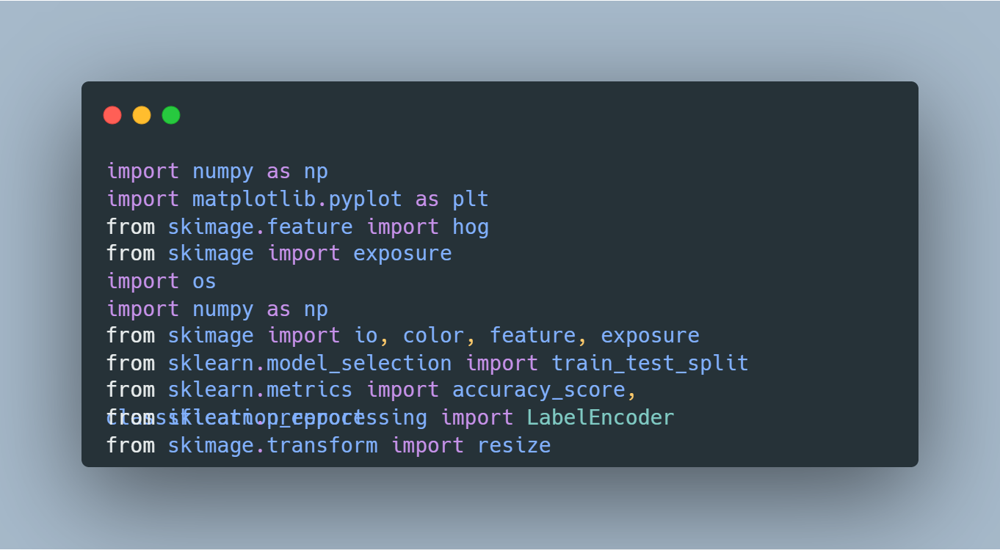 import numpy as np
import matplotlib.pyplot as plt
from skimage.feature import hog
from skimage import exposure
import os
import numpy as np
from skimage import io, color, feature, exposure
from sklearn.model_selection import train_test_split
from sklearn.metrics import accuracy_score,
classification_report
from sklearn.preprocessing import LabelEncoder
from skimage.transform import resize